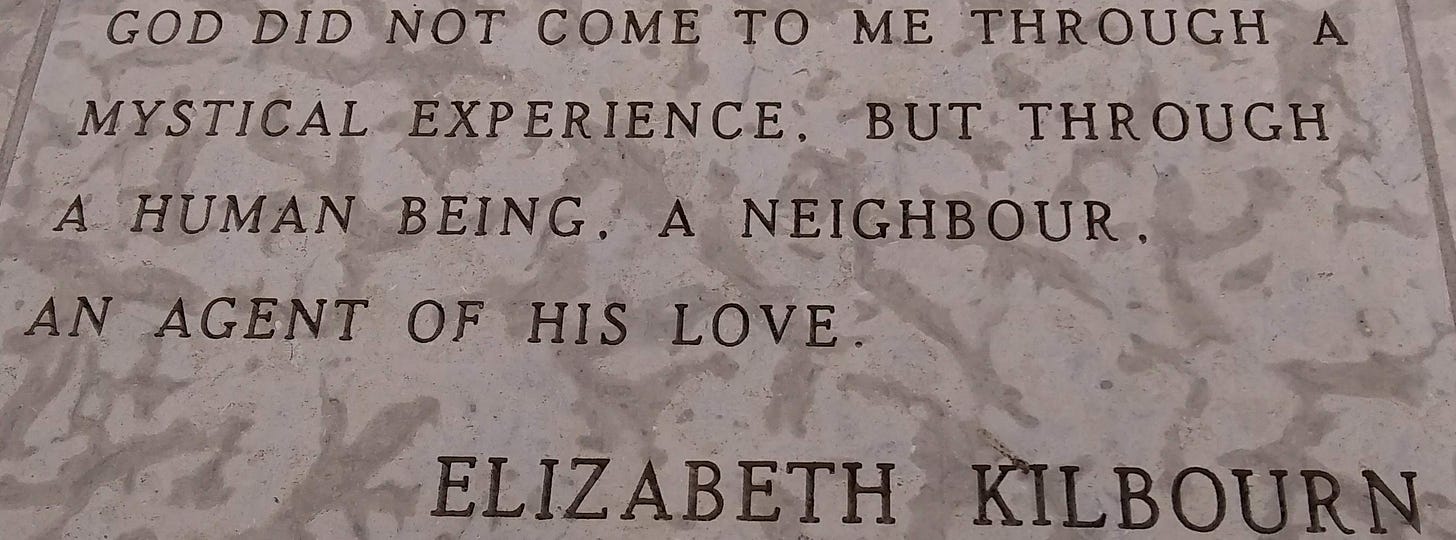 GOD DID NOT COME TO ME THROUGH A
MYSTICAL EXPERIENCE, BUT THROUGH
A HUMAN BEING, A NEIGHBOUR,
AN AGENT OF HIS LOVE.
ELIZABETH KILBOURN